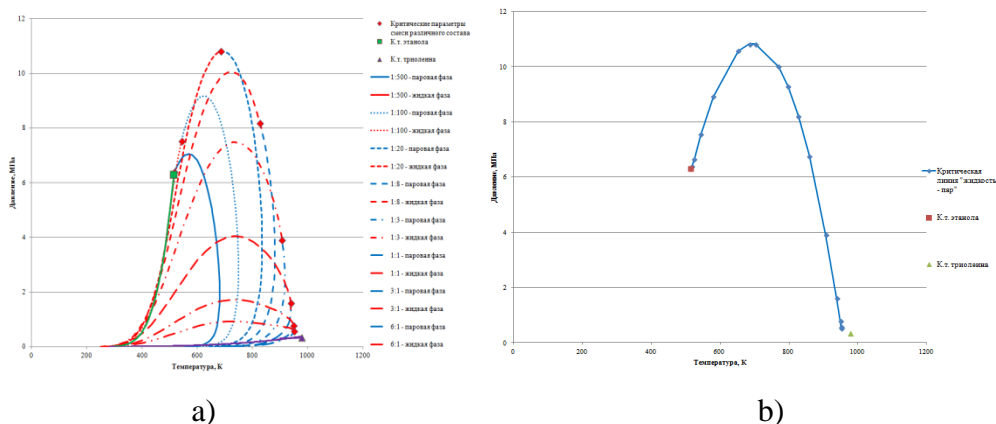 12
10
8
6
4
2
0
Давление, МПа
0
200
400
600
800
1000
1200
Температура, К
Критические параметры
смеси различного состава
К.т. этанола
К.т. триолеина
1:500 - паровая фаза
1:500 - жидкая фаза
1:100 - паровая фаза
1:100 - жидкая фаза
1:20 - паровая фаза
1:20 - жидкая фаза
1:8 - паровая фаза
1:8 - жидкая фаза
1:3 - паровая фаза
1:3 - жидкая фаза
1:1 - паровая фаза
1:1 - жидкая фаза
3:1 - паровая фаза
3:1 - жидкая фаза
6:1 - паровая фаза
6:1 - жидкая фаза
a)
12
10
8
6
4
2
0
Давление, МПа
0
200
400
600
800
1000
1200
Температура, К
Критическая
линия "жидкость
- пар"
К.т. этанола
К.т. триолеина
b)